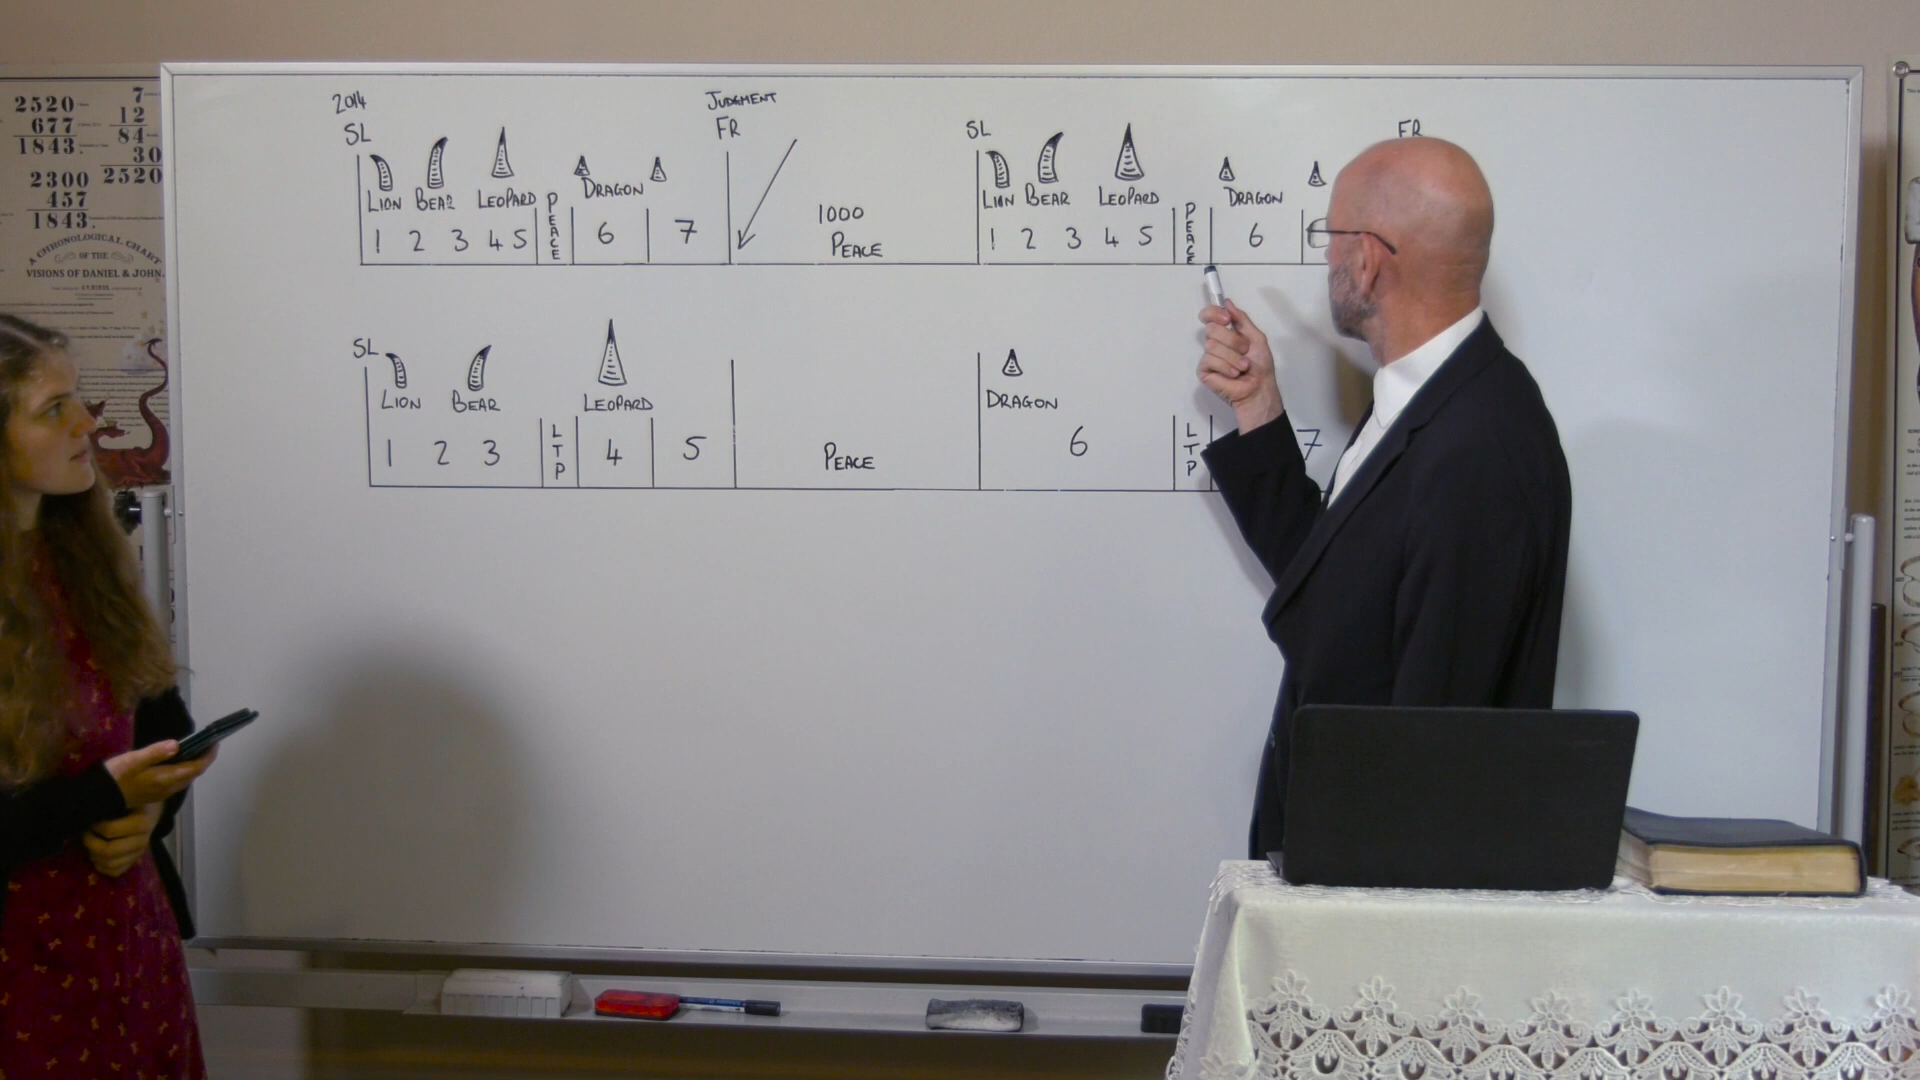 2520
677
1843.
7
12
84
30
2520
2300
457
1843.
A CHRONOLOGICAL CHART
OF THE
VISIONS OF DANIEL & JOHN.
2014
SL
JUDGMENT
FR
SL
FR
LION BEAR LEOPARD PEACE DRAGON
1 2 3 4 5 6 7
1000
PEACE
LION BEAR LEOPARD PEACE DRAGON
1 2 3 4 5 6
SL
LION BEAR LEOPARD
1 2 3 LTP 4 5
PEACE
DRAGON
6 LTP 7